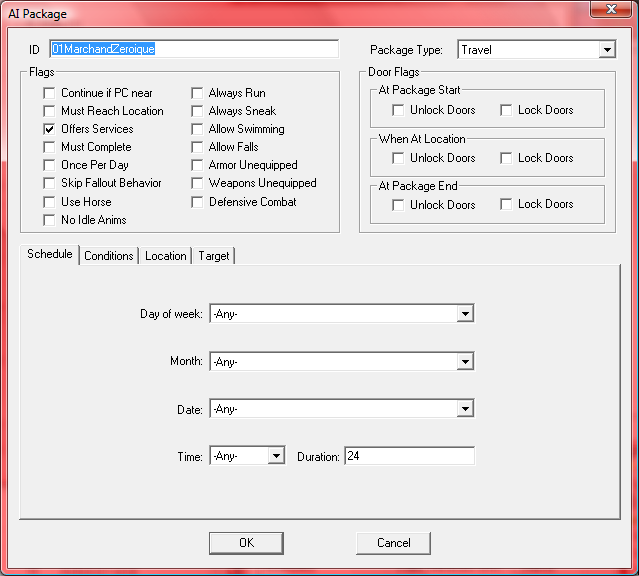 AI Package
ID 01MarchandZeroique Package Type: Travel
Flags Door Flags
Continue if PC near Always Run At Package Start
Must Reach Location Always Sneak Unlock Doors Lock Doors
Offers Services Allow Swimming When At Location
Must Complete Allow Falls Unlock Doors Lock Doors
Once Per Day Armor Unequipped At Package End
Skip Fallout Behavior Weapons Unequipped Unlock Doors Lock Doors
Use Horse Defensive Combat
No Idle Anims
Schedule Conditions Location Target
Day of week: -Any-
Month: -Any-
Date: -Any-
Time: -Any- Duration: 24
OK Cancel